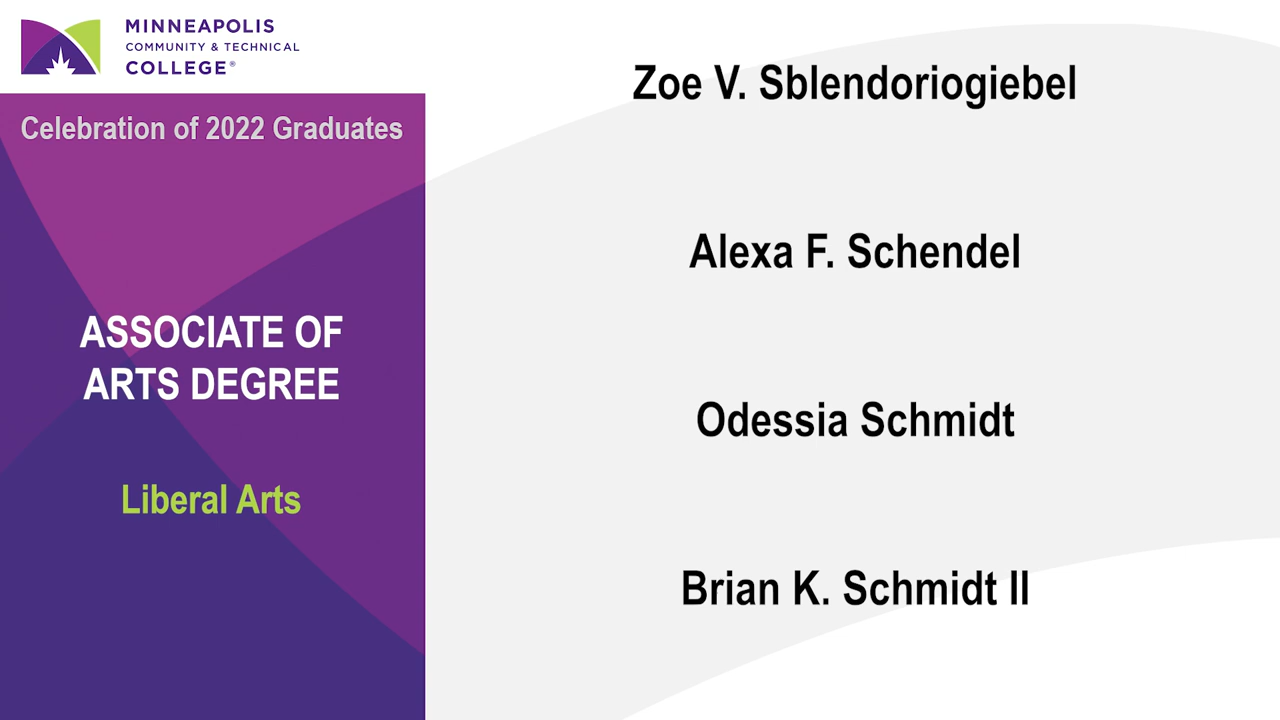 MINNEAPOLIS
COMMUNITY & TECHNICAL
COLLEGE®
Celebration of 2022 Graduates
ASSOCIATE OF
ARTS DEGREE
Liberal Arts
Zoe V. Sblendoriogiebel
Alexa F. Schendel
Odessia Schmidt
Brian K. Schmidt II